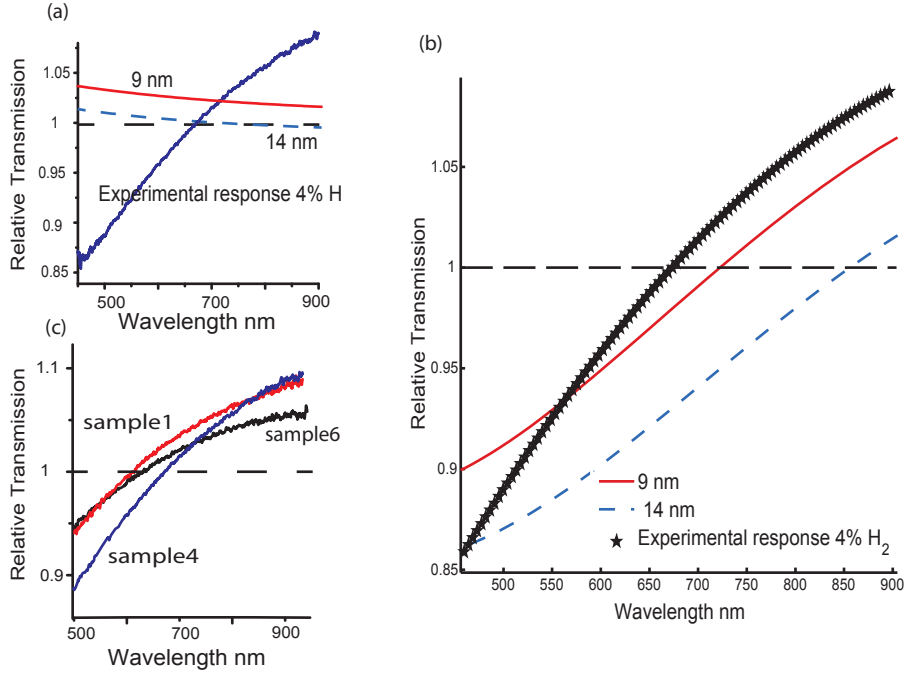 (a)
Relative Transmission
1.05
1
0.95
0.9
0.85
9 nm
14 nm
Experimental response 4% H
500
700
900
Wavelength nm
(b)
Relative Transmission
1.05
1
0.95
0.9
0.85
9 nm
14 nm
Experimental response 4% H2
500
550
600
650
700
750
800
850
900
Wavelength nm
(c)
Relative Transmission
1.1
1
0.9
sample1
sample6
sample4
500
700
900
Wavelength nm